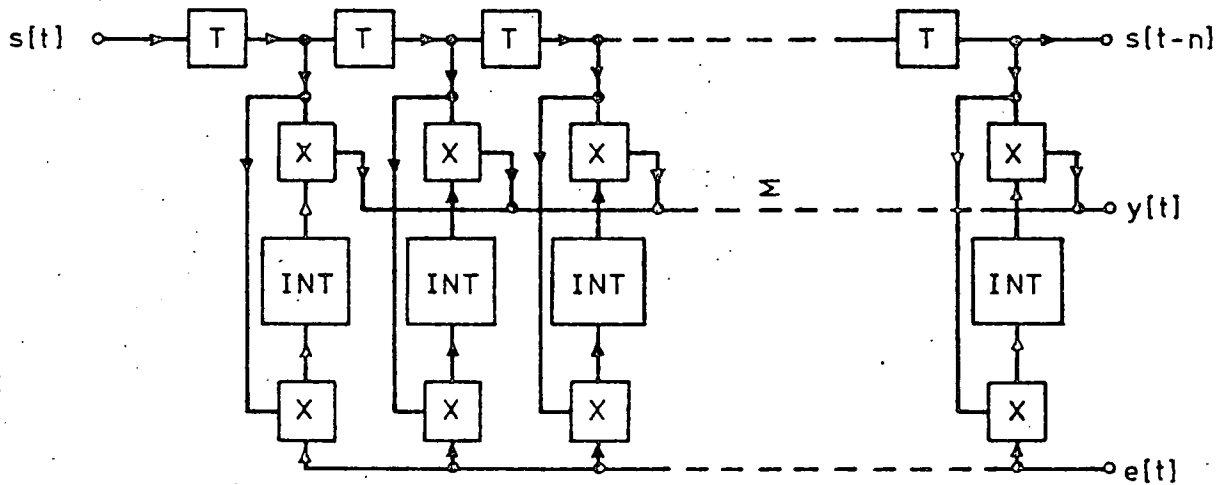 s[t] T T T T s[t-n]
X X X X
Σ
y[t]
INT INT INT INT
X X X X
e[t]